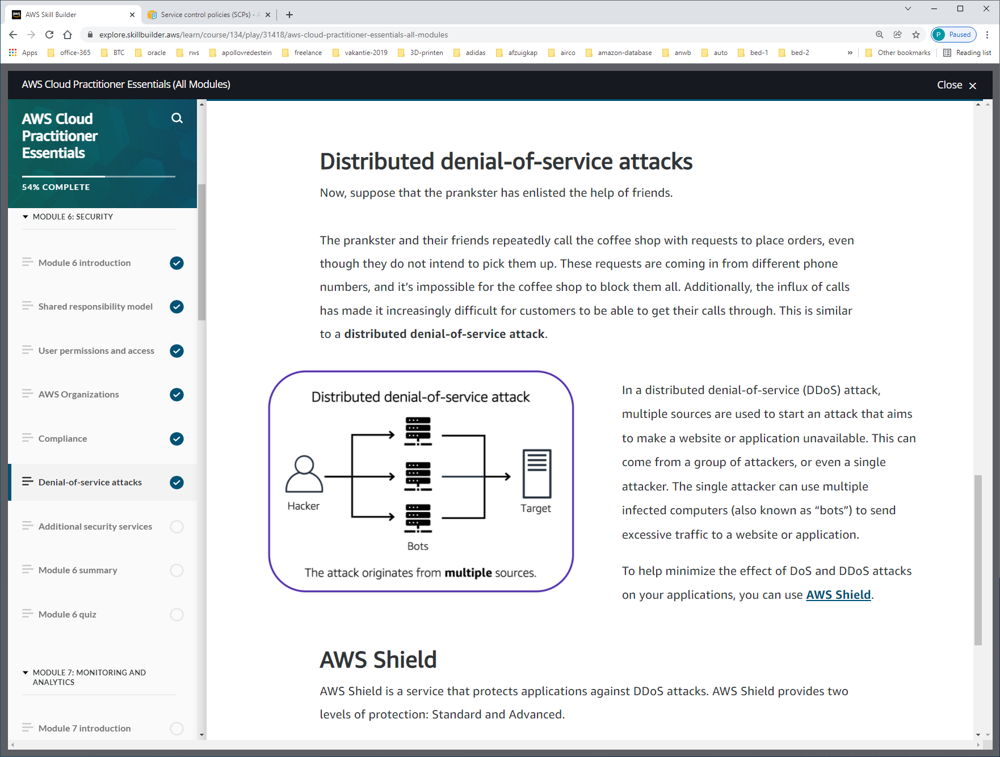 AWS Skill Builder
Service control policies (SCPs) - A
explore.skillbuilder.aws/learn/course/134/play/31418/aws-cloud-practitioner-essentials-all-modules
P Paused
Apps office-365 BTC oracle rws apollovredestein freelance vakantie-2019 3D-printen adidas afzuigkap airco amazon-database anwb auto bed-1 bed-2 » Other bookmarks Reading list
AWS Cloud Practitioner Essentials (All Modules)
Close
AWS Cloud
Practitioner
Essentials
54% COMPLETE
MODULE 6: SECURITY
Module 6 introduction
Shared responsibility model
User permissions and access
AWS Organizations
Compliance
Denial-of-service attacks
Additional security services
Module 6 summary
Module 6 quiz
MODULE 7: MONITORING AND
ANALYTICS
Module 7 introduction
Distributed denial-of-service attacks
Now, suppose that the prankster has enlisted the help of friends.
The prankster and their friends repeatedly call the coffee shop with requests to place orders, even
though they do not intend to pick them up. These requests are coming in from different phone
numbers, and it’s impossible for the coffee shop to block them all. Additionally, the influx of calls
has made it increasingly difficult for customers to be able to get their calls through. This is similar
to a distributed denial-of-service attack.
Distributed denial-of-service attack
Hacker
Bots
Target
The attack originates from multiple sources.
In a distributed denial-of-service (DDoS) attack,
multiple sources are used to start an attack that aims
to make a website or application unavailable. This can
come from a group of attackers, or even a single
attacker. The single attacker can use multiple
infected computers (also known as “bots”) to send
excessive traffic to a website or application.
To help minimize the effect of DoS and DDoS attacks
on your applications, you can use AWS Shield.
AWS Shield
AWS Shield is a service that protects applications against DDoS attacks. AWS Shield provides two
levels of protection: Standard and Advanced.